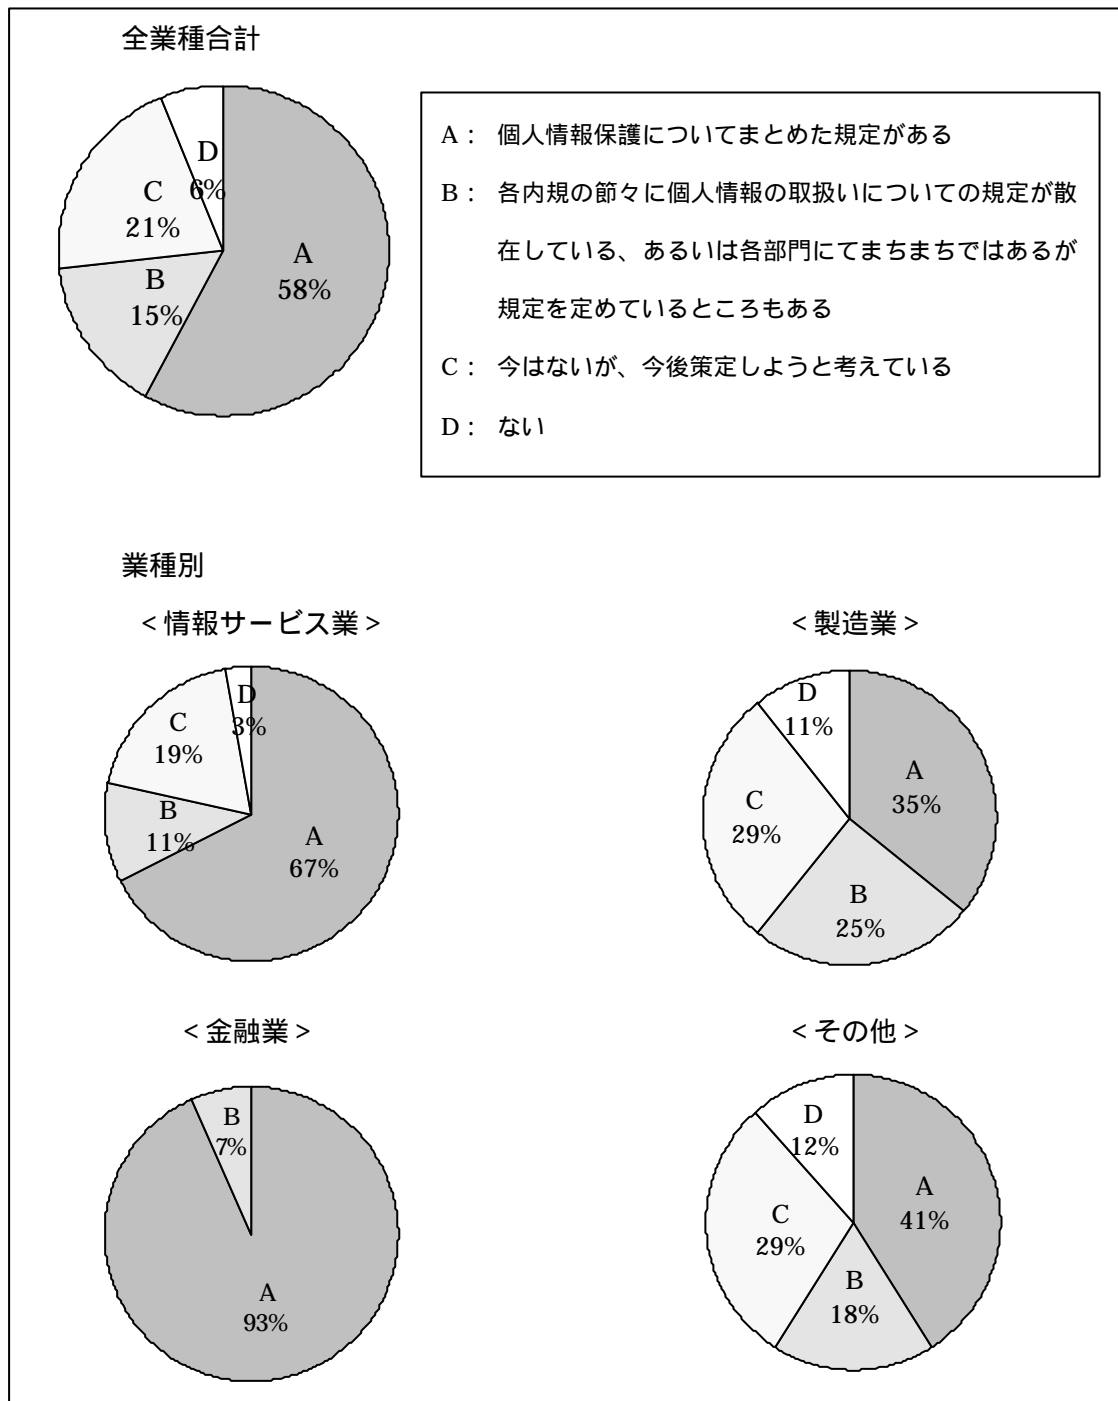 全業種合計
D
6%
C
21%
B
15%
A
58%
A： 個人情報保護についてまとめた規定がある
B： 各内規の節々に個人情報の取扱いについての規定が散
在している、あるいは各部門にてまちまちではあるが
規定を定めているところもある
C： 今はないが、今後策定しようと考えている
D： ない
業種別
＜情報サービス業＞
D
3%
C
19%
B
11%
A
67%
＜製造業＞
D
11%
A
35%
C
29%
B
25%
＜金融業＞
B
7%
A
93%
＜その他＞
D
12%
A
41%
C
29%
B
18%